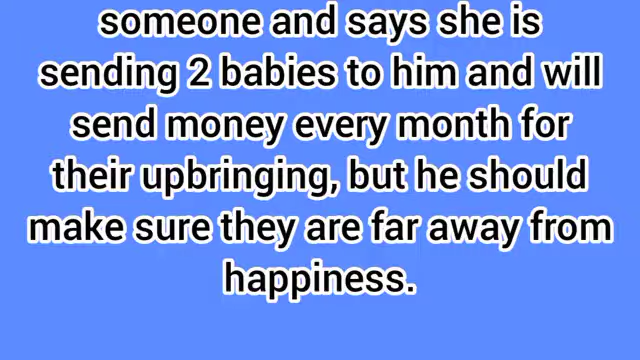 someone and says she is
sending 2 babies to him and will
send money every month for
their upbringing, but he should
make sure they are far away from
happiness.